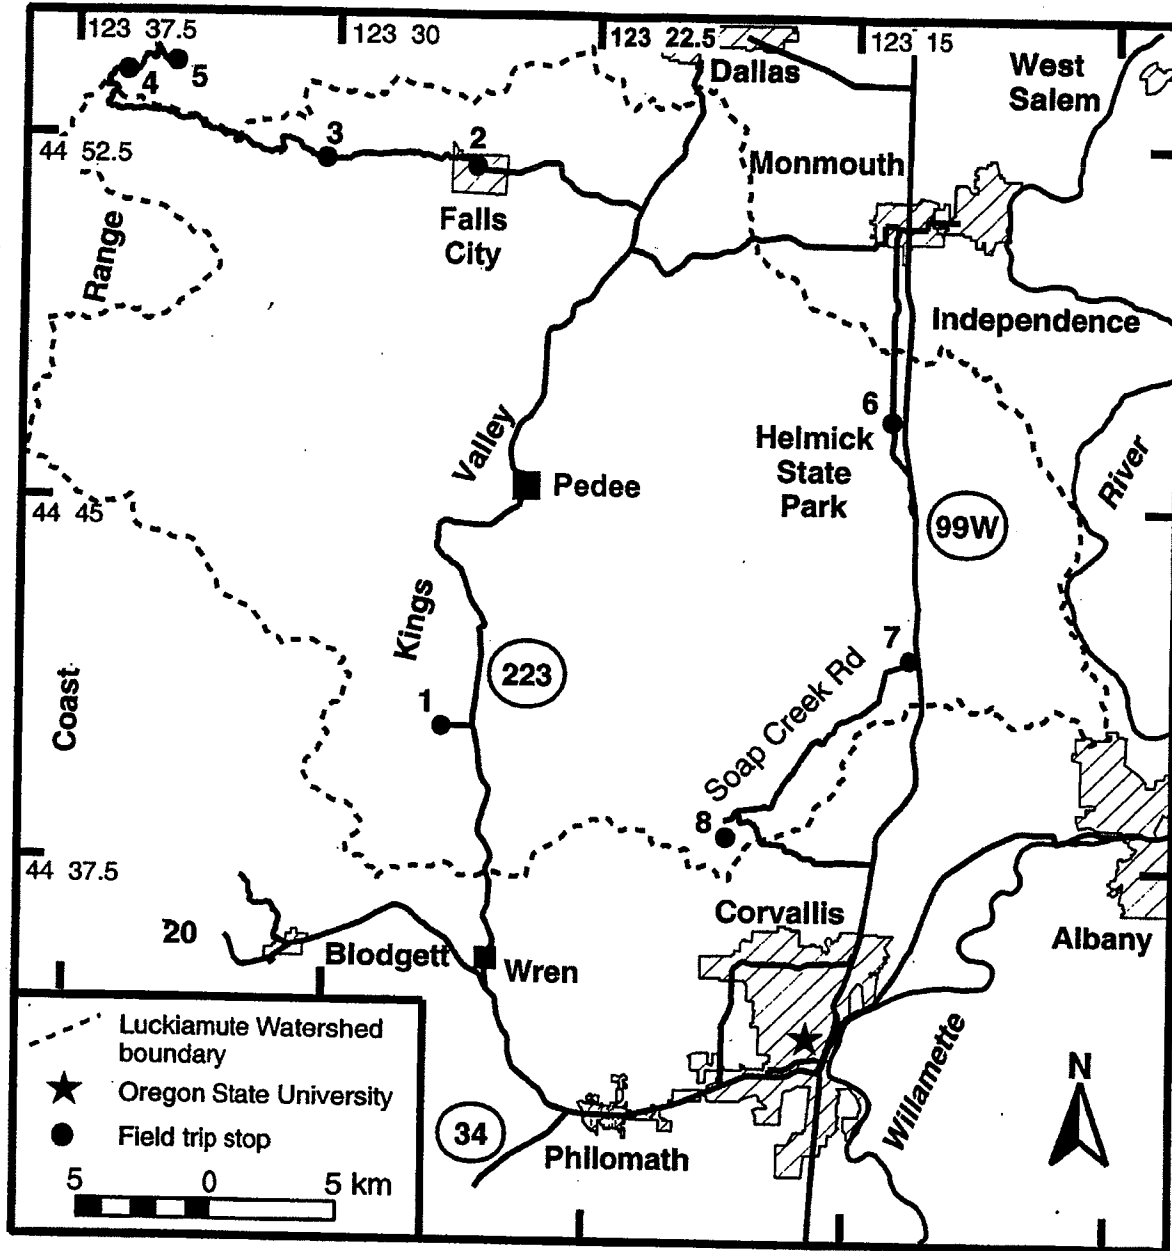 123 37.5
123 30
123 22.5
123 15
4
5
Dallas
West
Salem
44 52.5
3
2
Monmouth
Falls
City
Range
Independence
6
Helmick
State
Park
Valley
Pedee
44 45
99W
River
Kings
7
223
Soap Creek Rd
1
Coast
8
44 37.5
Corvallis
20
Blodgett
Wren
Albany
Luckiamute Watershed
boundary
Oregon State University
Field trip stop
5 0 5 km
34
Philomath
Willamette
N